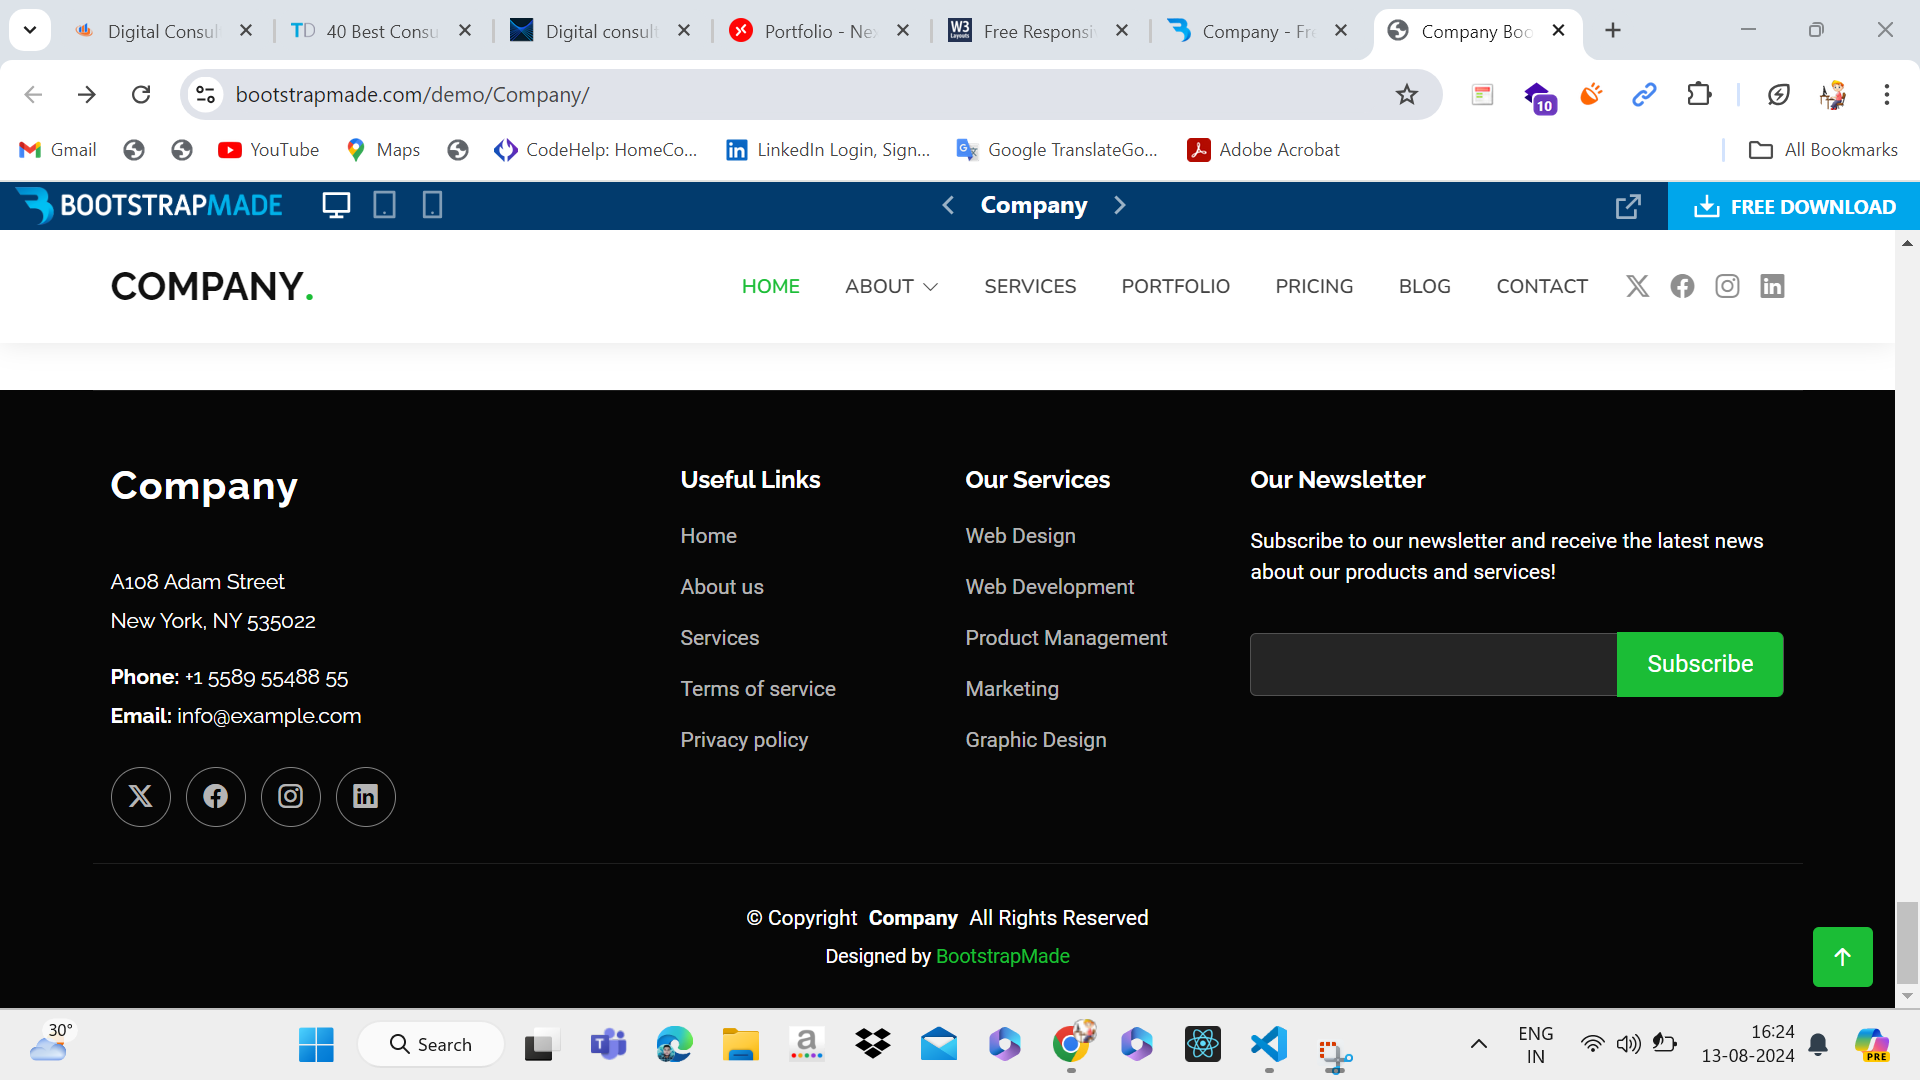 Digital Consul
TD 40 Best Consu
Digital consult
Portfolio - Nex
W3 Layouts Free Responsiv
Company - Fre
Company Boo
bootstrapmade.com/demo/Company/
10
Gmail
YouTube
Maps
CodeHelp: HomeCo...
LinkedIn Login, Sign...
Google TranslateGo...
Adobe Acrobat
All Bookmarks
BOOTSTRAPMADE
Company
FREE DOWNLOAD
COMPANY.
HOME
ABOUT
SERVICES
PORTFOLIO
PRICING
BLOG
CONTACT
Company
A108 Adam Street
New York, NY 535022
Phone: +1 5589 55488 55
Email: info@example.com
Useful Links
Home
About us
Services
Terms of service
Privacy policy
Our Services
Web Design
Web Development
Product Management
Marketing
Graphic Design
Our Newsletter
Subscribe to our newsletter and receive the latest news
about our products and services!
Subscribe
© Copyright Company All Rights Reserved
Designed by BootstrapMade
30°
Search
ENG
IN
16:24
13-08-2024
PRE